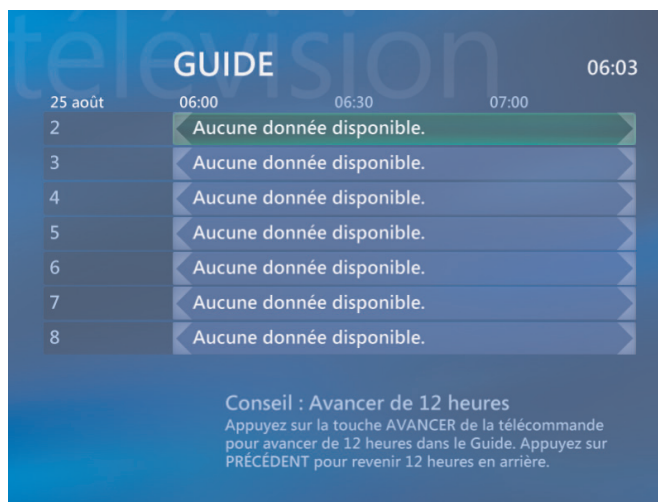 télévision
GUIDE
06:03
25 août 06:00 06:30 07:00
2 Aucune donnée disponible.
3 Aucune donnée disponible.
4 Aucune donnée disponible.
5 Aucune donnée disponible.
6 Aucune donnée disponible.
7 Aucune donnée disponible.
8 Aucune donnée disponible.
Conseil : Avancer de 12 heures
Appuyez sur la touche AVANCER de la télécommande
pour avancer de 12 heures dans le Guide. Appuyez sur
PRÉCÉDENT pour revenir 12 heures en arrière.